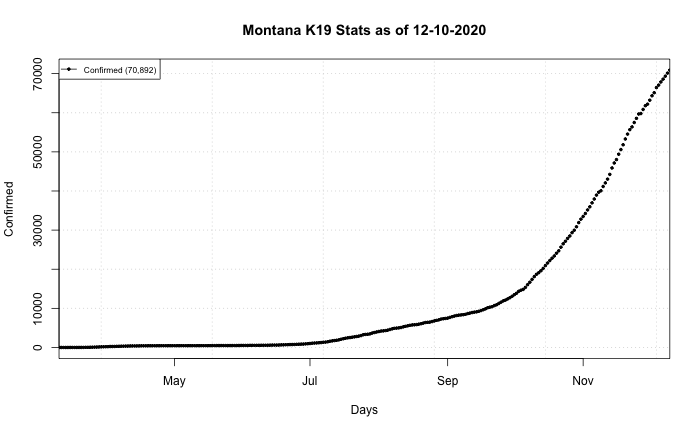 Montana K19 Stats as of 12-10-2020
Confirmed (70,892)
70000
50000
30000
10000
0
Confirmed
May Jul Sep Nov
Days